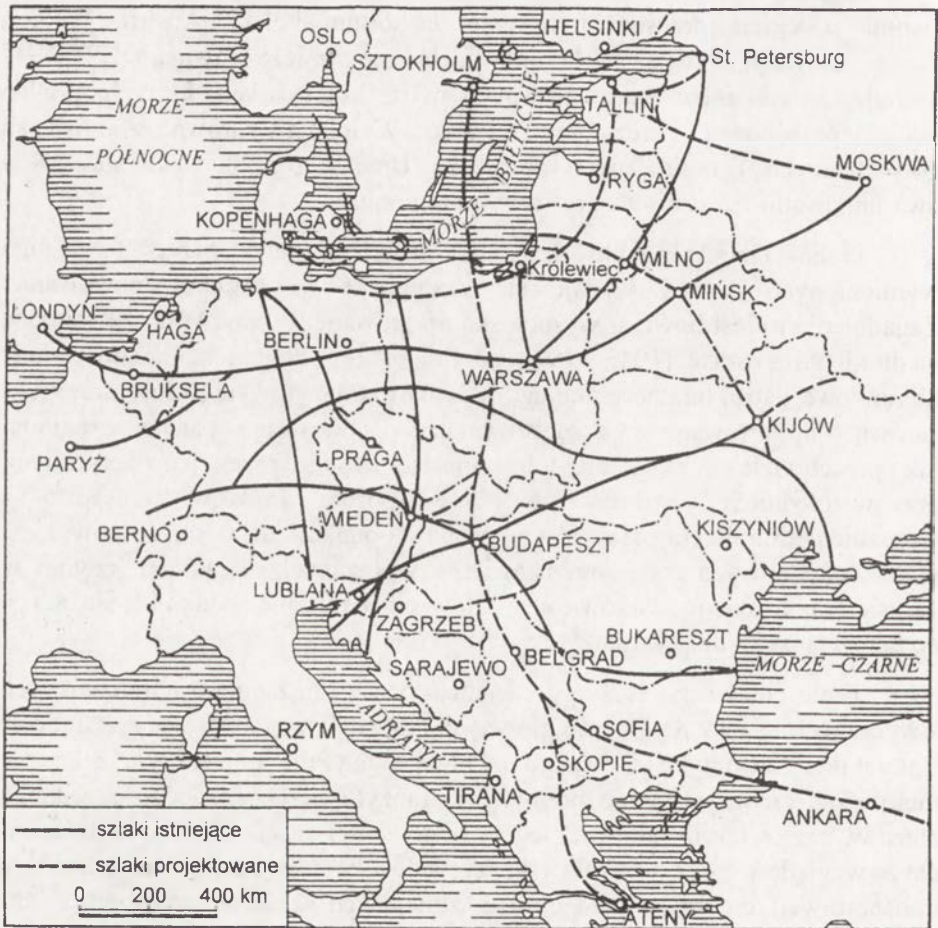 OSLO
HELSINKI
SZTOKHOLM
St. Petersburg
MORZE
PÓŁNOCNE
TALLIN
MORZE BAŁTYCKIE
MOSKWA
RYGA
KOPENHAGA
Królewiec
WILNO
MIŃSK
ŁONDYN
HAGA
BERLIN
WARSZAWA
BRUKSELA
KIJÓW
PARYŻ
PRAGA
WIEDEŃ
BERNO
BUDAPESZT
KISZYNIÓW
LUBLANA
ZAGRZEB
BUKARESZT
BELGRAD
MORZE CZARNE
SARAJEWO
ADRIATYK
RZYM
SOFIA
SKOPIE
TIRANA
ANKARA
szlaki istniejące
szlaki projektowane
0 200 400 km
ATENY